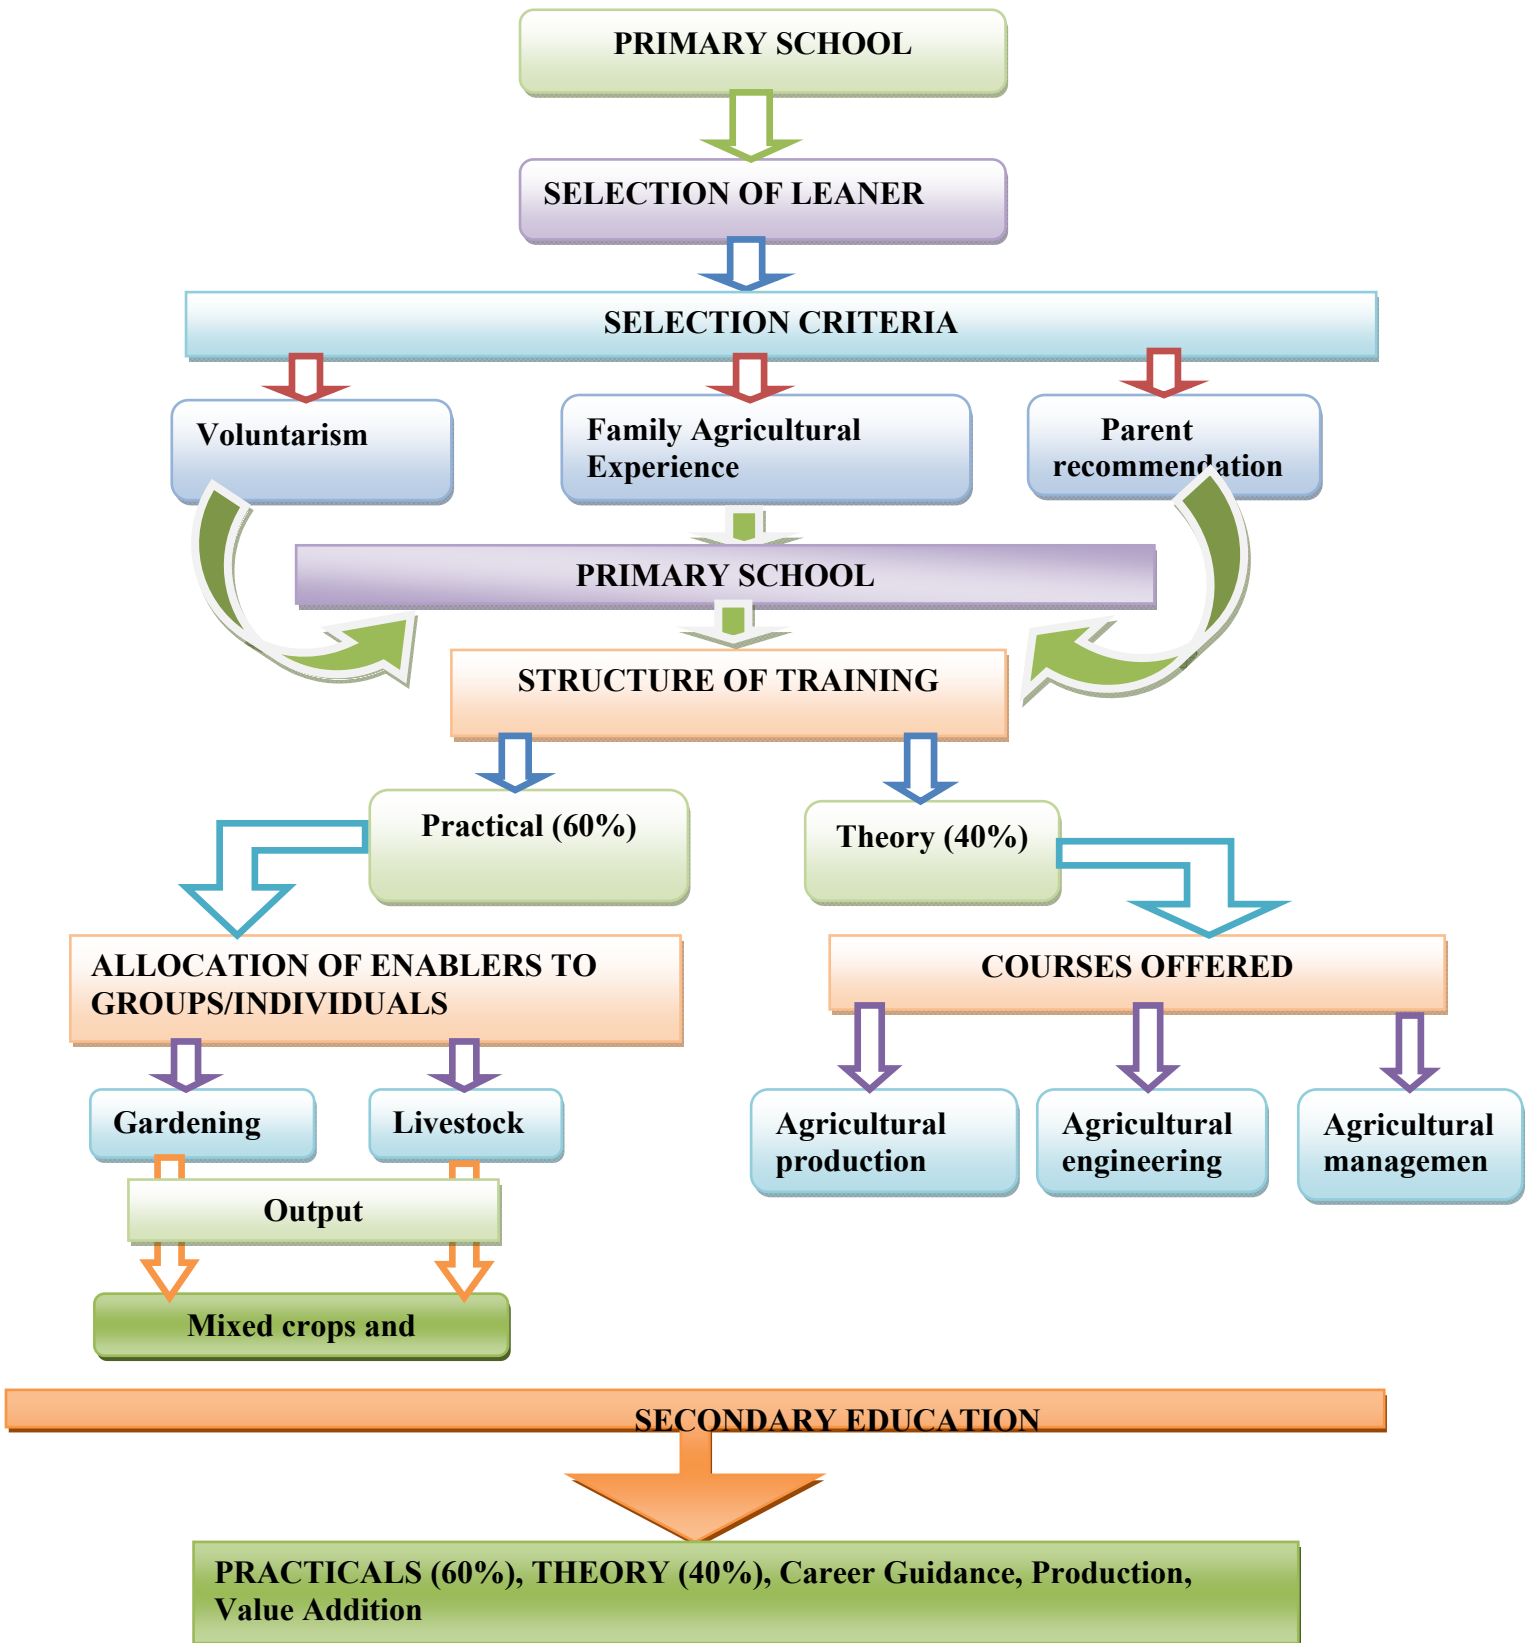 PRIMARY SCHOOL
SELECTION OF LEANER
SELECTION CRITERIA
Voluntarism
Family Agricultural
Experience
Parent
recommendation
PRIMARY SCHOOL
STRUCTURE OF TRAINING
Practical (60%)
Theory (40%)
ALLOCATION OF ENABLERS TO
GROUPS/INDIVIDUALS
COURSES OFFERED
Gardening
Livestock
Agricultural
production
Agricultural
engineering
Agricultural
managemen
Output
Mixed crops and
SECONDARY EDUCATION
PRACTICALS (60%), THEORY (40%), Career Guidance, Production,
Value Addition